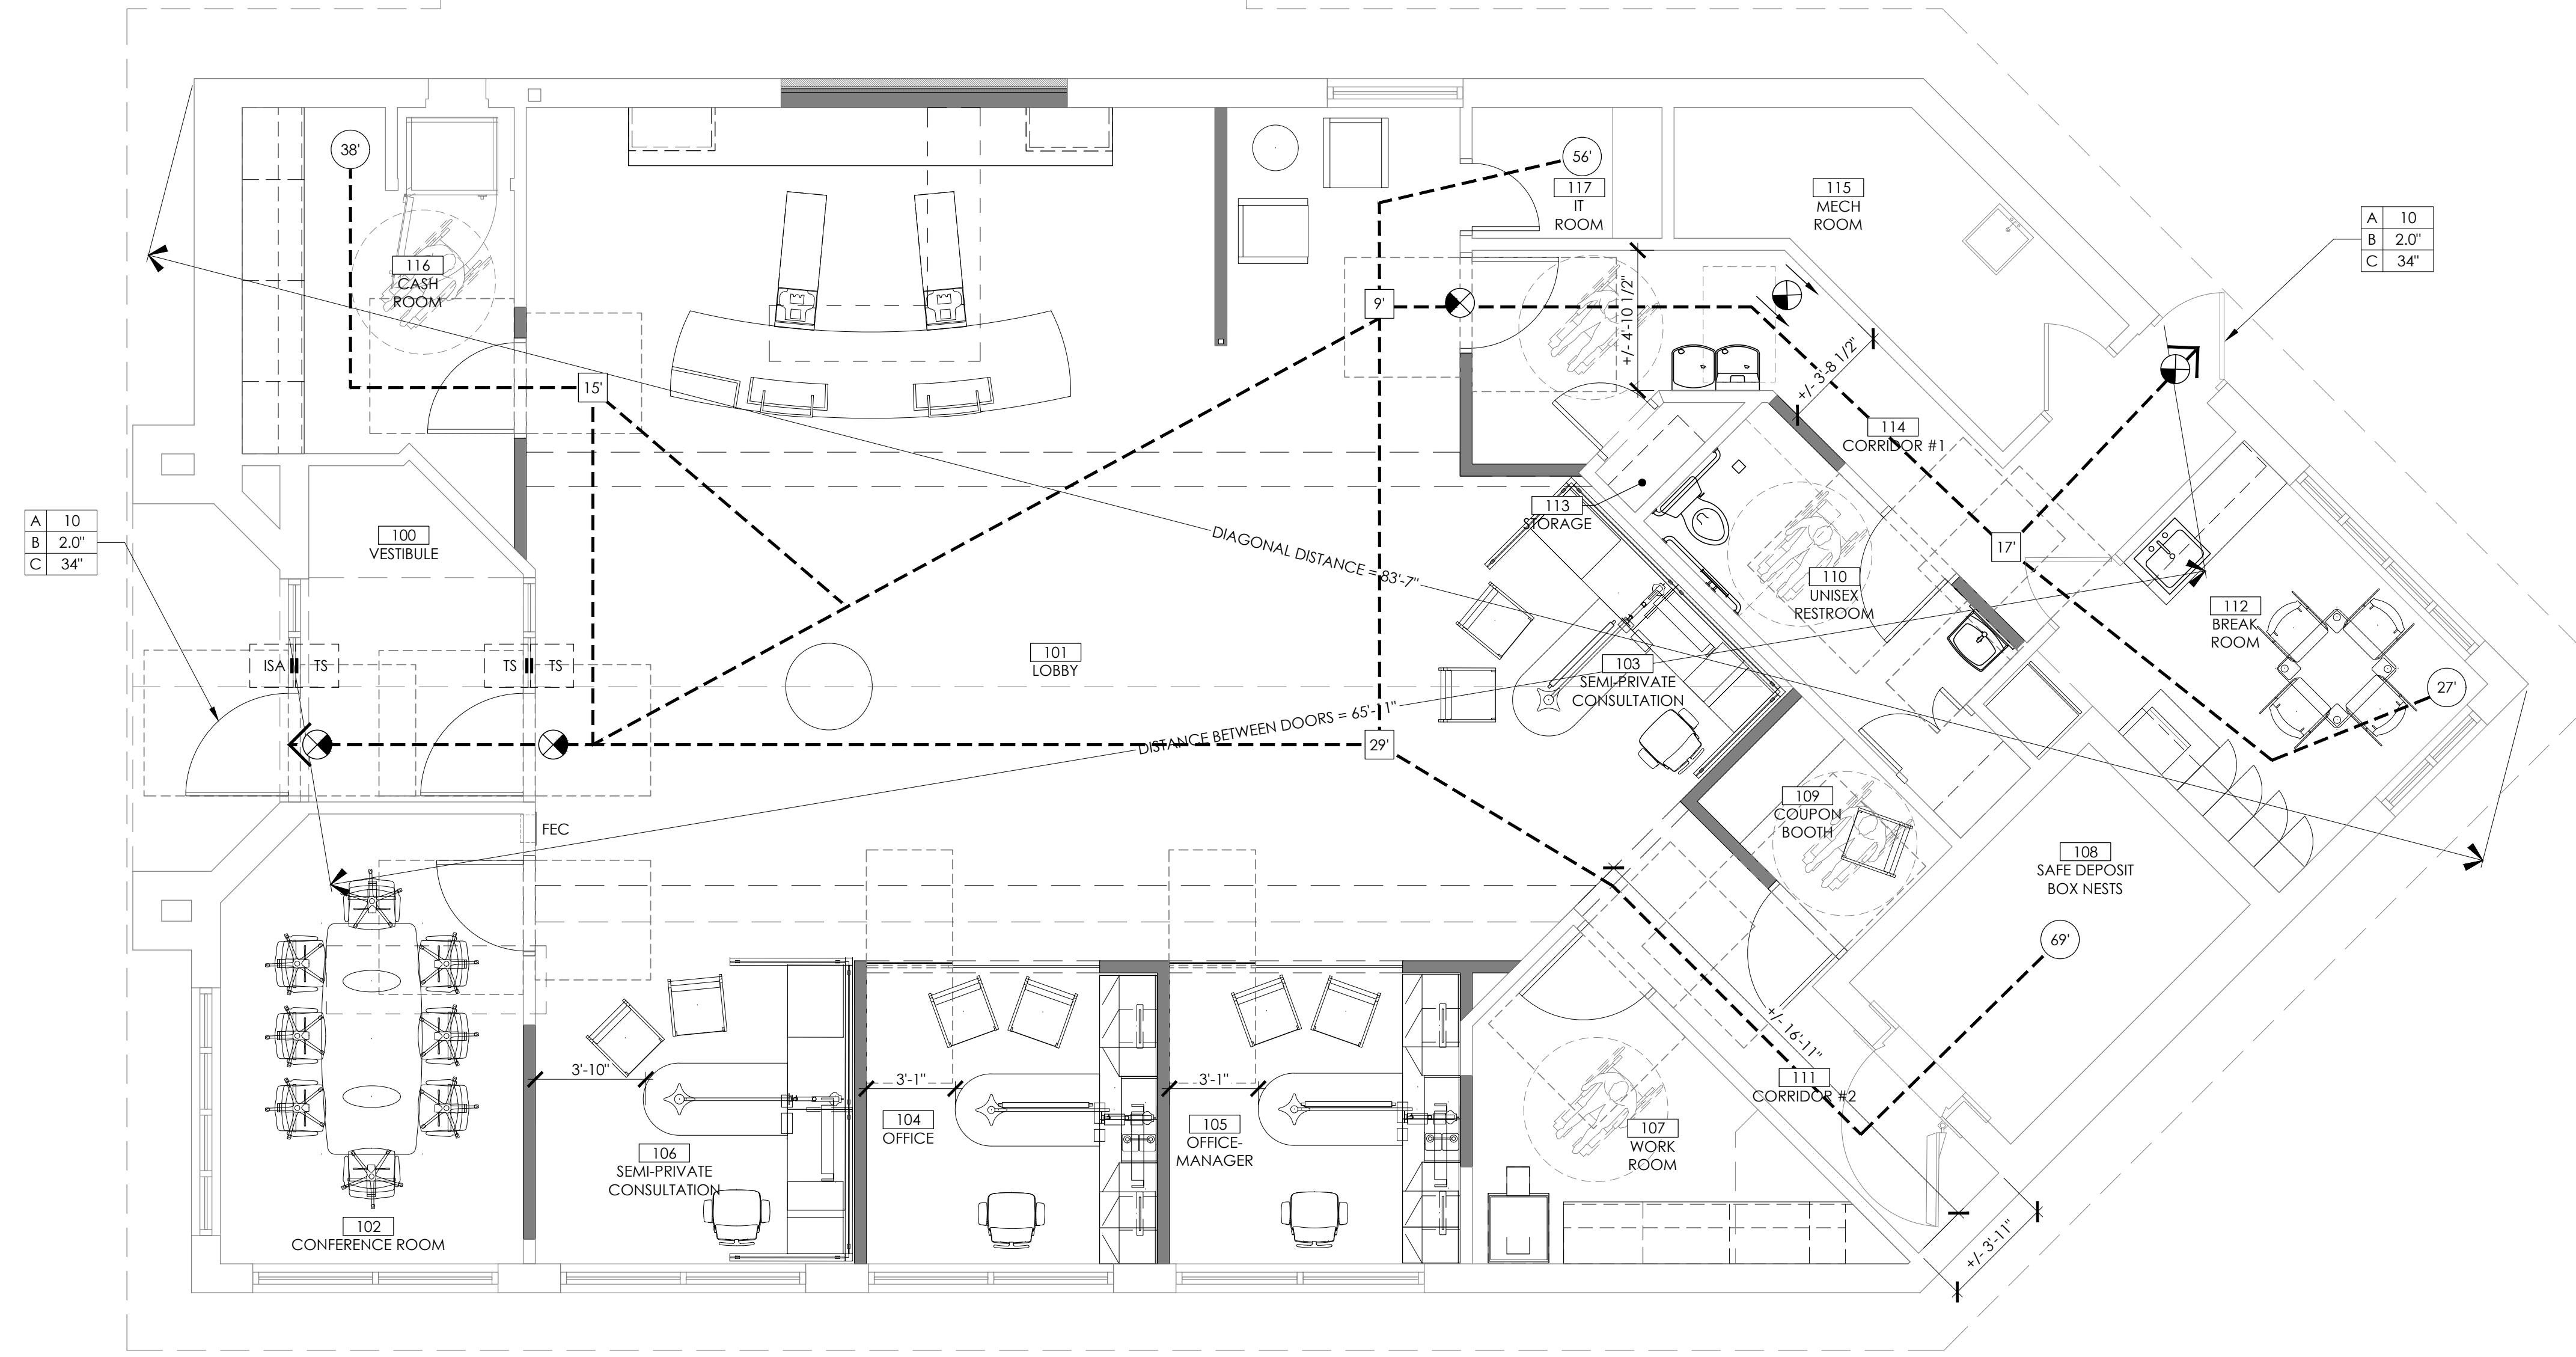 38'
56'
117
IT
ROOM
115
MECH
ROOM
A 10
B 2.0"
C 34"
116
CASH
ROOM
9'
+/- 4'-10 1/2"
+/- 3'-8 1/2"
15'
114
CORRIDOR #1
113
STORAGE
A 10
B 2.0"
C 34"
100
VESTIBULE
DIAGONAL DISTANCE = 83'-7"
17'
110
UNISEX
RESTROOM
112
BREAK
ROOM
ISA
TS
TS
TS
101
LOBBY
103
SEMI-PRIVATE
CONSULTATION
27'
DISTANCE BETWEEN DOORS = 65'-11"
29'
FEC
109
COUPON
BOOTH
108
SAFE DEPOSIT
BOX NESTS
69'
+/- 16'-11"
3'-10"
3'-1"
3'-1"
111
CORRIDOR #2
104
OFFICE
105
OFFICE-
MANAGER
107
WORK
ROOM
106
SEMI-PRIVATE
CONSULTATION
102
CONFERENCE ROOM
+/- 3'-11"